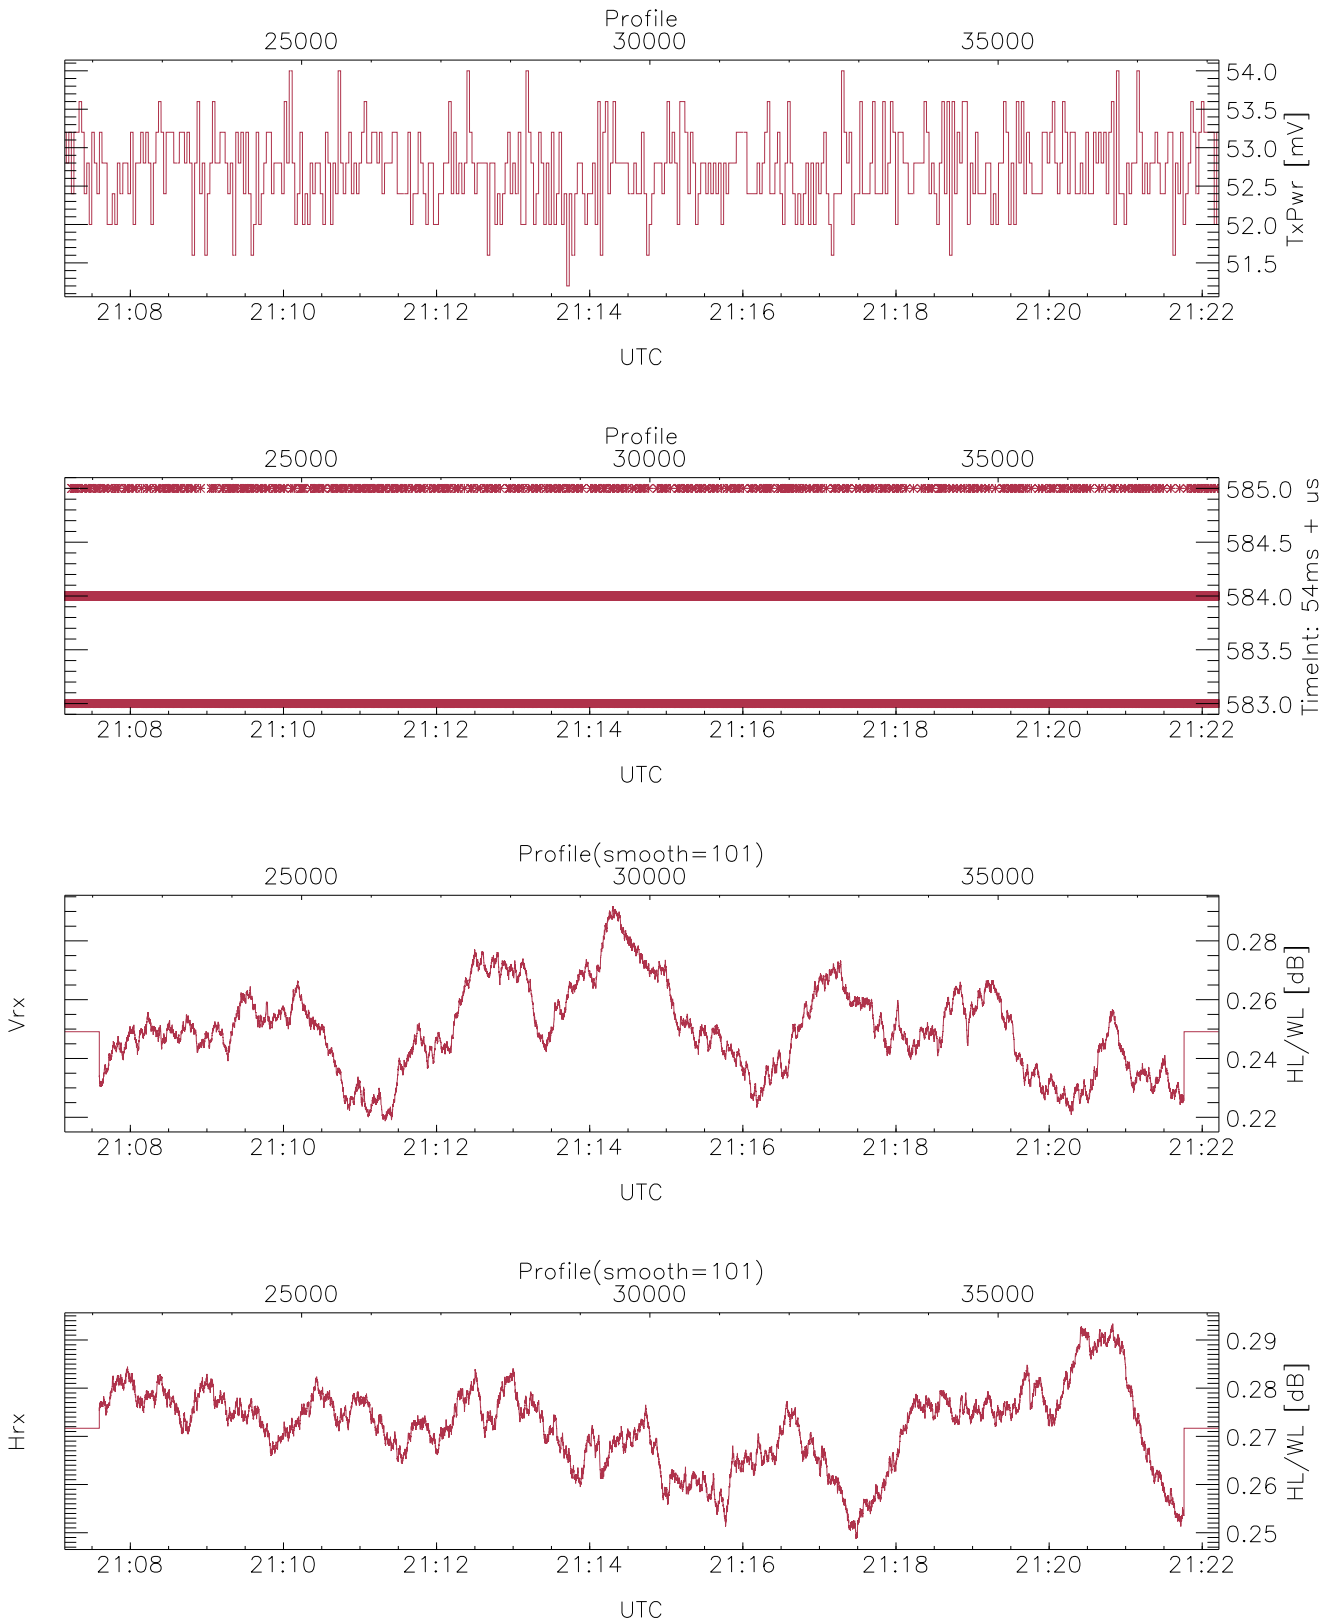 Profile
25000 30000 35000
54.0
53.5
53.0
52.5
52.0
51.5
TxPwr [mV]
21:08 21:10 21:12 21:14 21:16 21:18 21:20 21:22
UTC
Profile
25000 30000 35000
585.0
584.5
584.0
583.5
583.0
TimeInt: 54ms + us
21:08 21:10 21:12 21:14 21:16 21:18 21:20 21:22
UTC
Profile(smooth=101)
25000 30000 35000
Vrx
0.28
0.26
0.24
0.22
HL/WL [dB]
21:08 21:10 21:12 21:14 21:16 21:18 21:20 21:22
UTC
Profile(smooth=101)
25000 30000 35000
Hrx
0.29
0.28
0.27
0.26
0.25
HL/WL [dB]
21:08 21:10 21:12 21:14 21:16 21:18 21:20 21:22
UTC